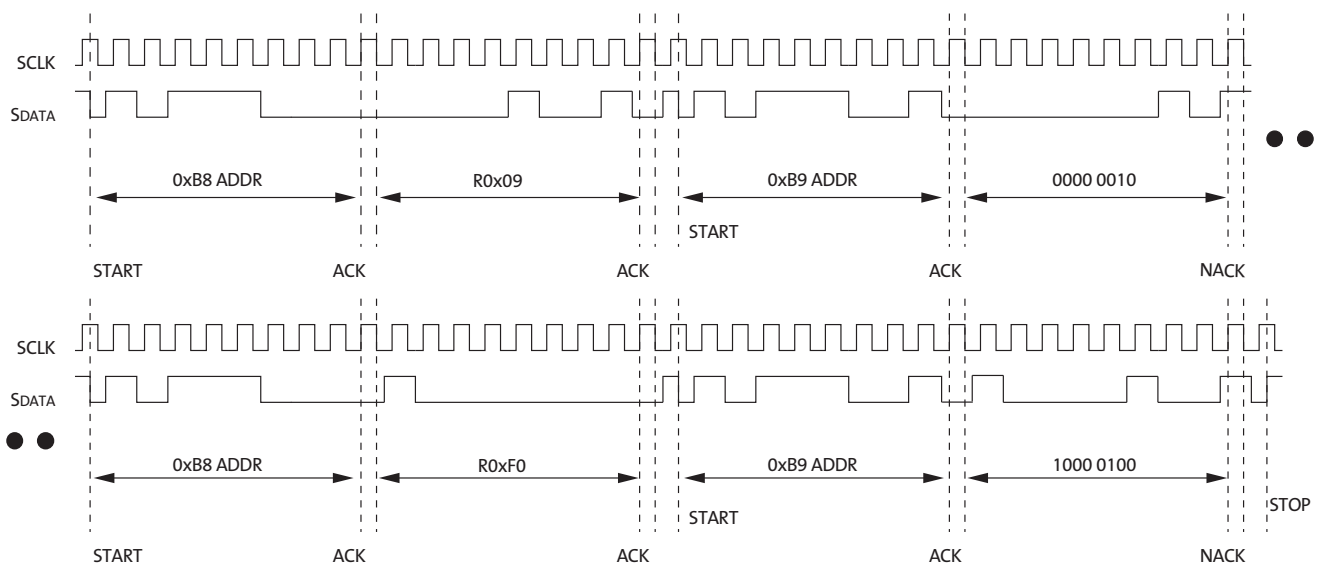 SCLK
SDATA
0xB8 ADDR R0x09 0xB9 ADDR 0000 0010
START
START ACK ACK ACK NACK
SCLK
SDATA
0xB8 ADDR R0xF0 0xB9 ADDR 1000 0100
STOP
START
START ACK ACK ACK NACK